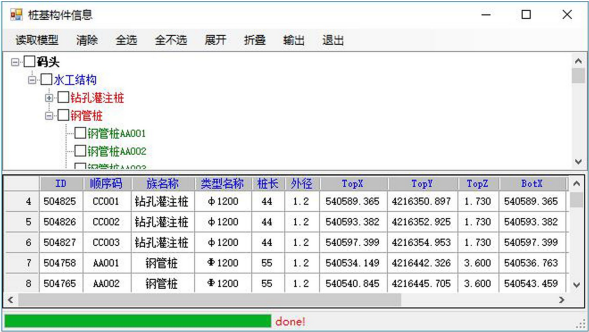 桩基构件信息
读取模型 清除 全选 全不选 展开 折叠 输出 退出
码头
水工结构
钻孔灌注桩
钢管桩
钢管桩AA001
钢管桩AA002
ID 顺序码 族名称 类型名称 桩长 外径 TopX TopY TopZ BotX
4 504825 CC001 钻孔灌注桩 φ1200 44 1.2 540589.365 4216350.897 1.730 540589.365
5 504826 CC002 钻孔灌注桩 φ1200 44 1.2 540593.382 4216352.925 1.730 540593.382
6 504827 CC003 钻孔灌注桩 φ1200 44 1.2 540597.399 4216354.953 1.730 540597.399
7 504758 AA001 钢管桩 Φ1200 55 1.2 540534.149 4216442.326 3.600 540536.763
8 504765 AA002 钢管桩 Φ1200 55 1.2 540540.845 4216445.705 3.600 540543.459
done!